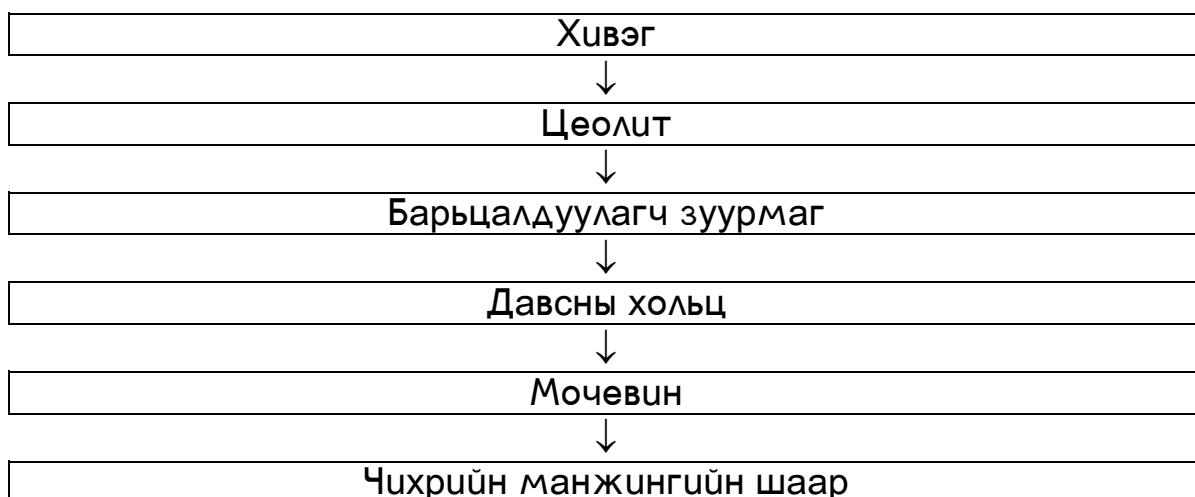 Хивэг
↓
Цеолит
↓
Барьцалдуулагч зуурмаг
↓
Давсны хольц
↓
Мочевин
↓
Чихрийн манжингийн шаар